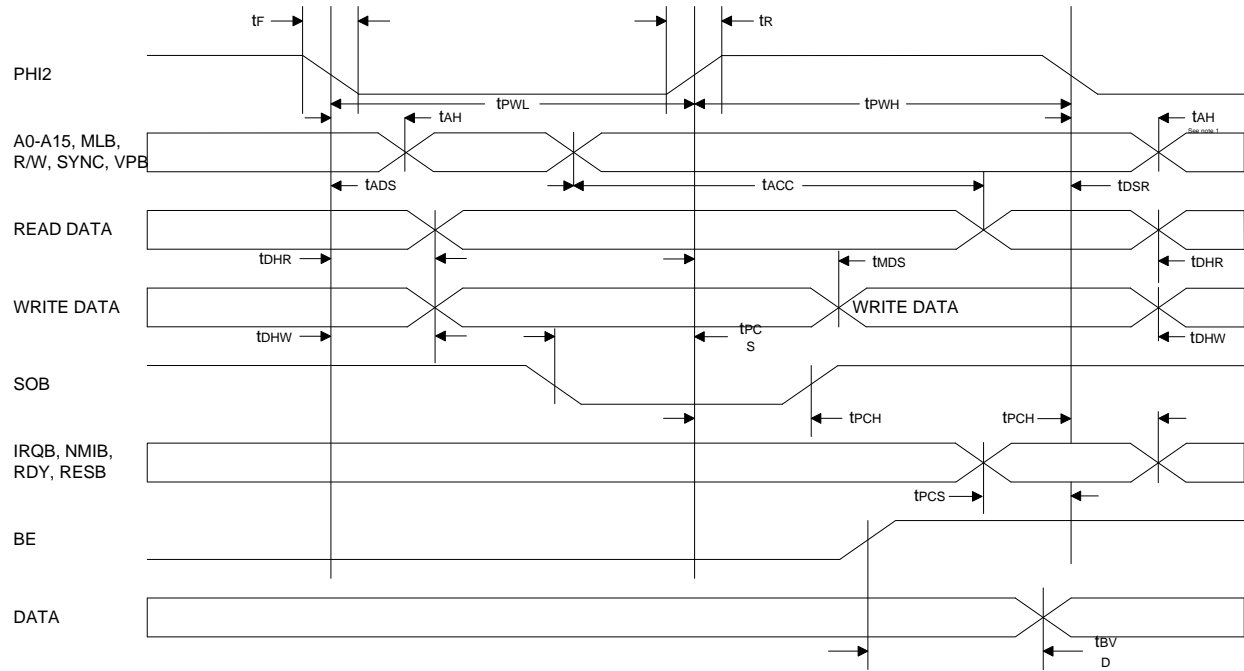 tF
tR
PHI2
tPWL
tPWH
tAH
tAH
See note 1
A0-A15, MLB,
R/W, SYNC, VPB
tADS
tACC
tDSR
READ DATA
tDHR
tMDS
tDHR
WRITE DATA
WRITE DATA
tDHW
tPC
S
tDHW
SOB
tPCH
tPCH
IRQB, NMIB,
RDY, RESB
tPCS
BE
DATA
tBV
D